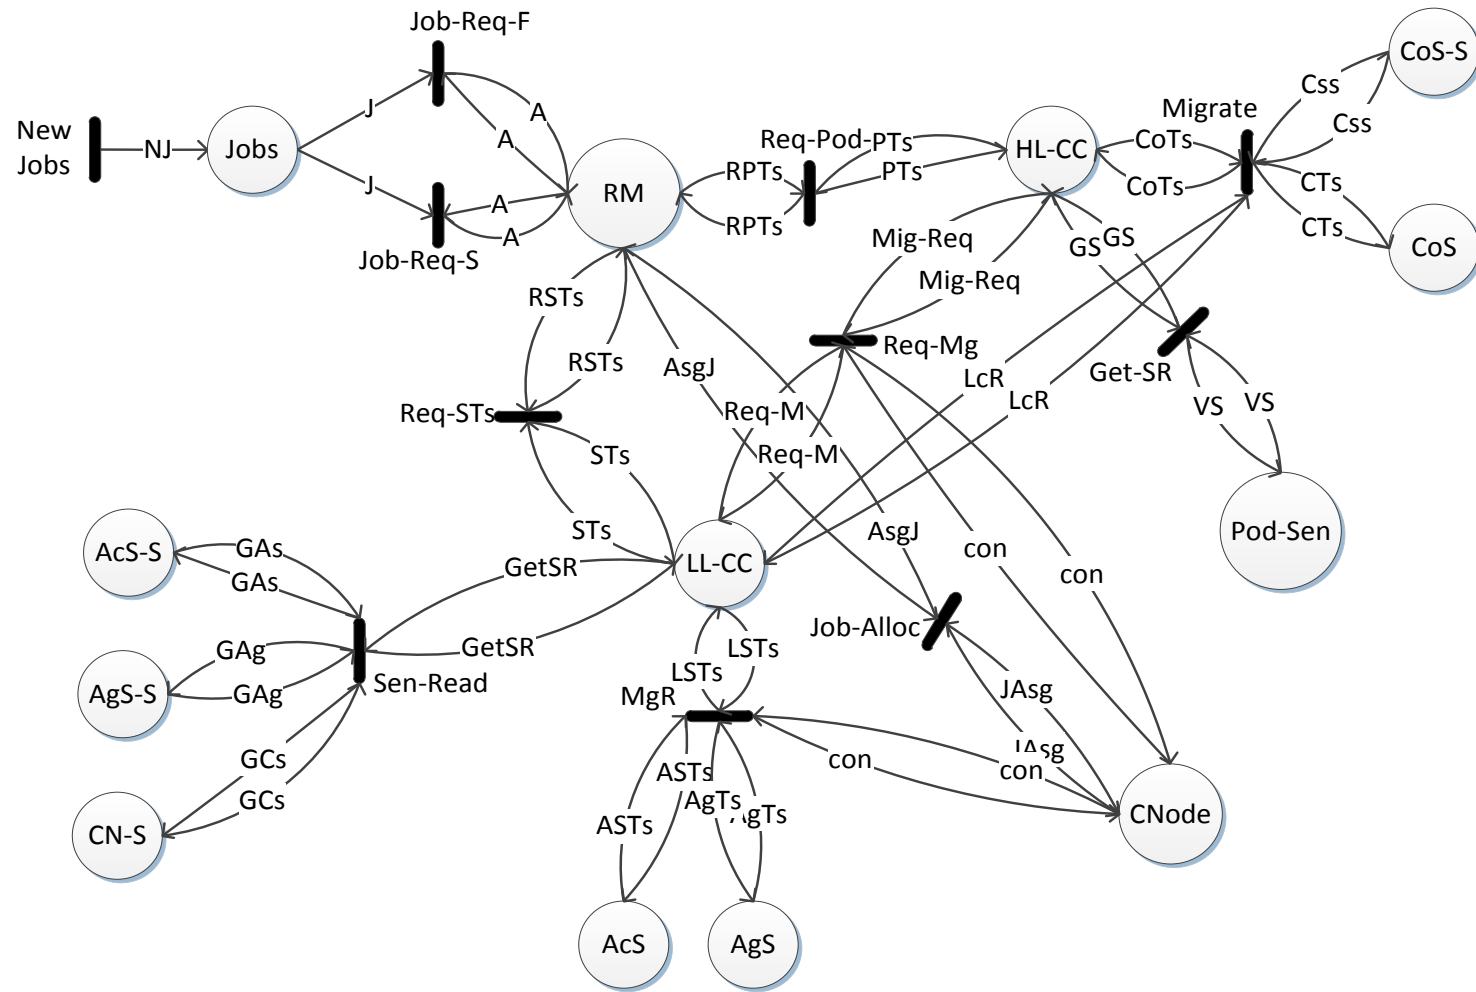 Job-Req-F
CoS-S
J
A
Css
Migrate
Css
New
Jobs
NJ
Jobs
A
Req-Pod-PTs
HL-CC
CoTs
RPTs
PTs
CoTs
CTs
J
A
RM
RPTs
CTs
A
Job-Req-S
Mig-Req
GS
GS
CoS
Mig-Req
RSTs
RSTs
AsgJ
Req-Mg
LcR
Get-SR
LcR
VS
VS
Req-STs
Req-M
Req-M
STs
STs
AsgJ
con
con
Pod-Sen
AcS-S
GAs
GAs
GetSR
LL-CC
GetSR
Job-Alloc
GAg
GAg
AgS-S
Sen-Read
LSTs
LSTs
MgR
JAsg
JAsg
con
con
GCs
GCs
CN-S
ASTs
ASTs
AgTs
AgTs
CNode
AcS
AgS